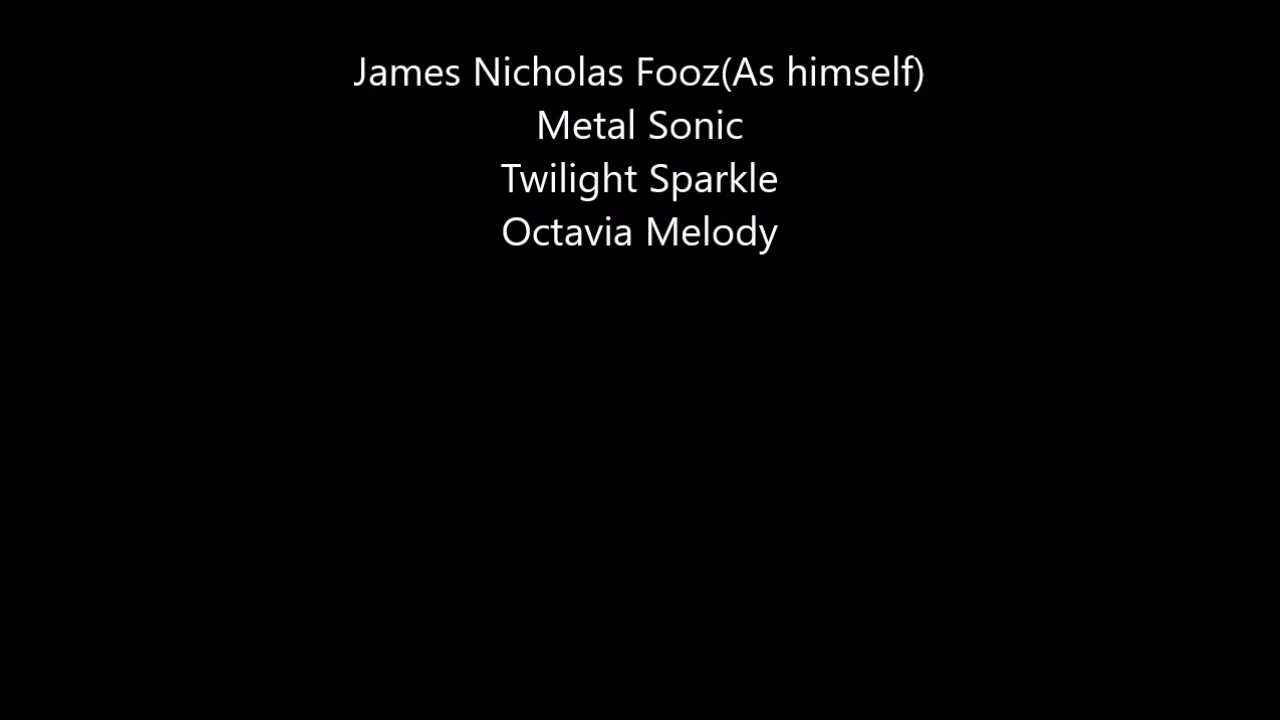 James Nicholas Fooz(As himself)
Metal Sonic
Twilight Sparkle
Octavia Melody